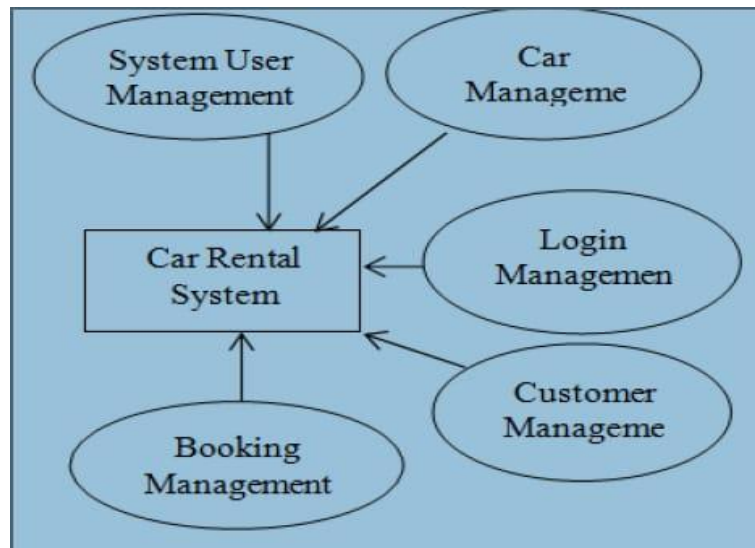 System User
Management
Car
Manageme
Login
Managemen
Car Rental
System
Customer
Manageme
Booking
Management